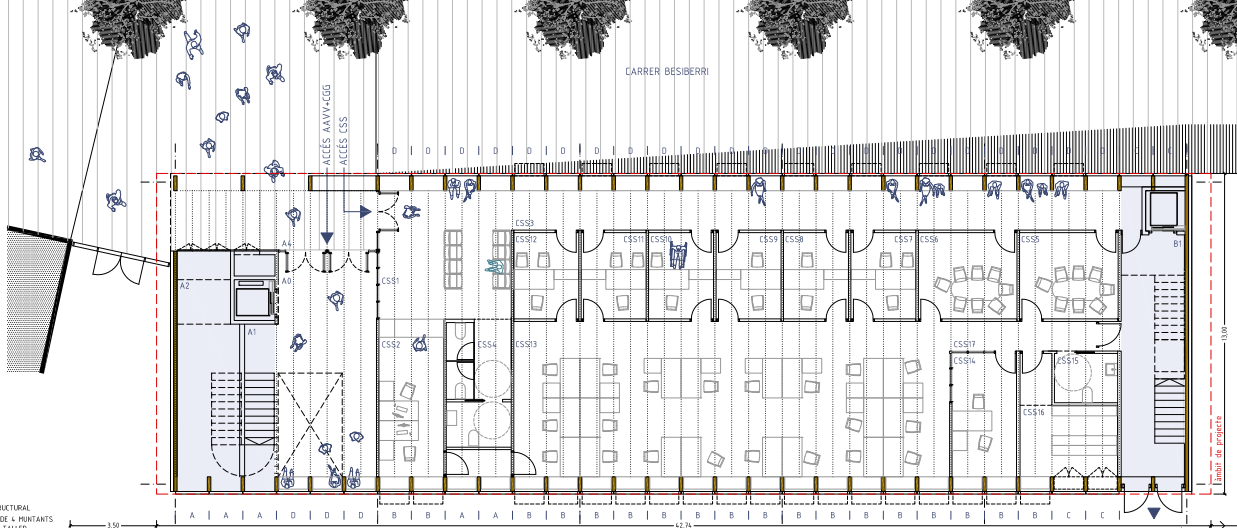 CARRER BESIBERRI
ACCÉS AAVV+CGG
ACCÉS CSS
D D D D D D D D D D D D D D D D D D D D D D C C
A4
A0
A2
A1
CSS1
CSS2
CSS4
CSS3
CSS12
CSS11
CSS10
CSS9
CSS8
CSS7
CSS6
CSS5
B1
CSS13
CSS17
CSS14
CSS15
CSS16
13,00
àmbit de projecte
A A A D D D B B A A B B B B B B B B B B B B B B B B C C B B
3.50
42.74
RUCTURAL
DE 4 MUNTANTS
TALLER